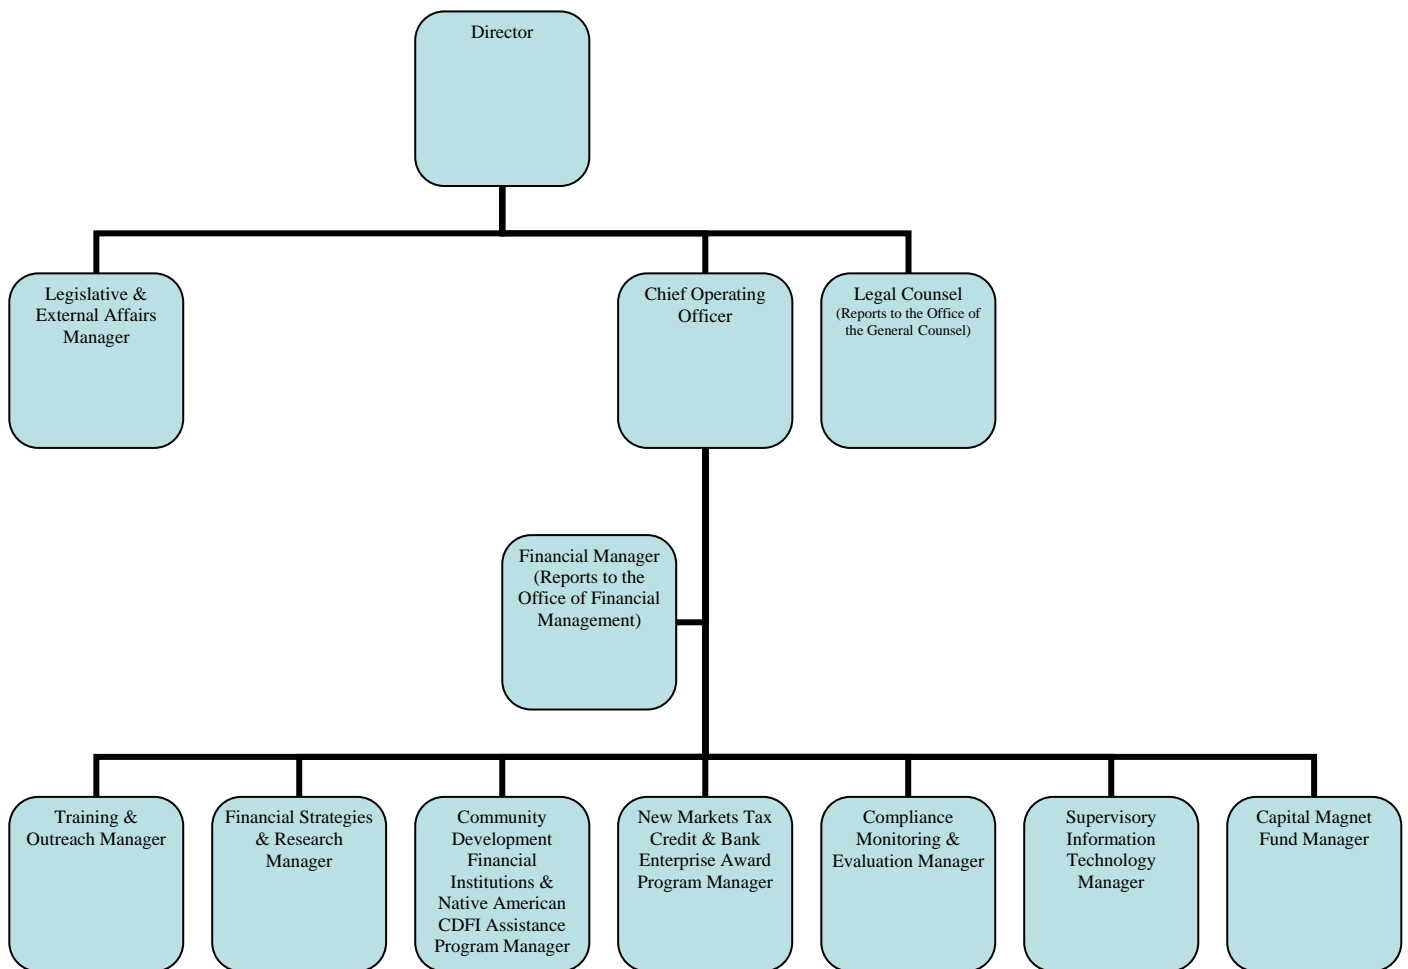 Director
Legislative &
External Affairs
Manager
Chief Operating
Officer
Legal Counsel
(Reports to the Office of
the General Counsel)
Financial Manager
(Reports to the
Office of Financial
Management)
Training &
Outreach Manager
Financial Strategies
& Research
Manager
Community
Development
Financial
Institutions &
Native American
CDFI Assistance
Program Manager
New Markets Tax
Credit & Bank
Enterprise Award
Program Manager
Compliance
Monitoring &
Evaluation Manager
Supervisory
Information
Technology
Manager
Capital Magnet
Fund Manager